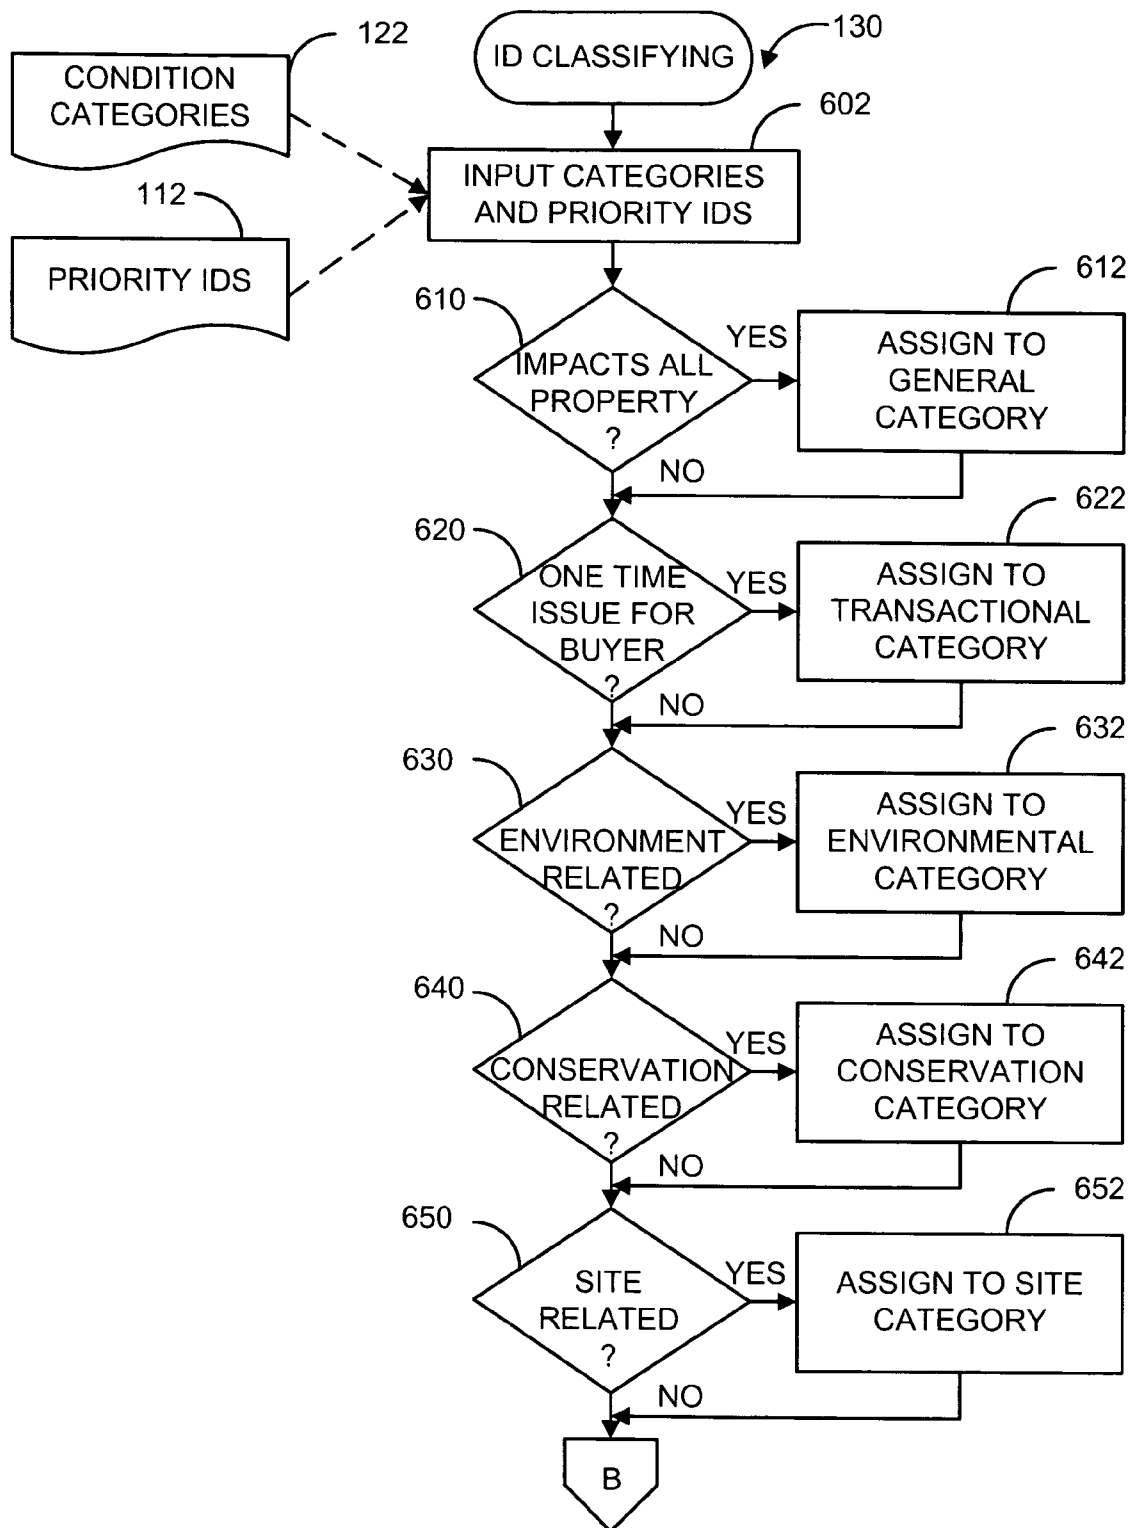 122
CONDITION
CATEGORIES
ID CLASSIFYING
130
602
INPUT CATEGORIES
AND PRIORITY IDS
112
PRIORITY IDS
610
IMPACTS ALL
PROPERTY
?
YES
612
ASSIGN TO
GENERAL
CATEGORY
NO
620
ONE TIME
ISSUE FOR
BUYER
?
YES
622
ASSIGN TO
TRANSACTIONAL
CATEGORY
NO
630
ENVIRONMENT
RELATED
?
YES
632
ASSIGN TO
ENVIRONMENTAL
CATEGORY
NO
640
CONSERVATION
RELATED
?
YES
642
ASSIGN TO
CONSERVATION
CATEGORY
NO
650
SITE
RELATED
?
YES
652
ASSIGN TO SITE
CATEGORY
NO
B